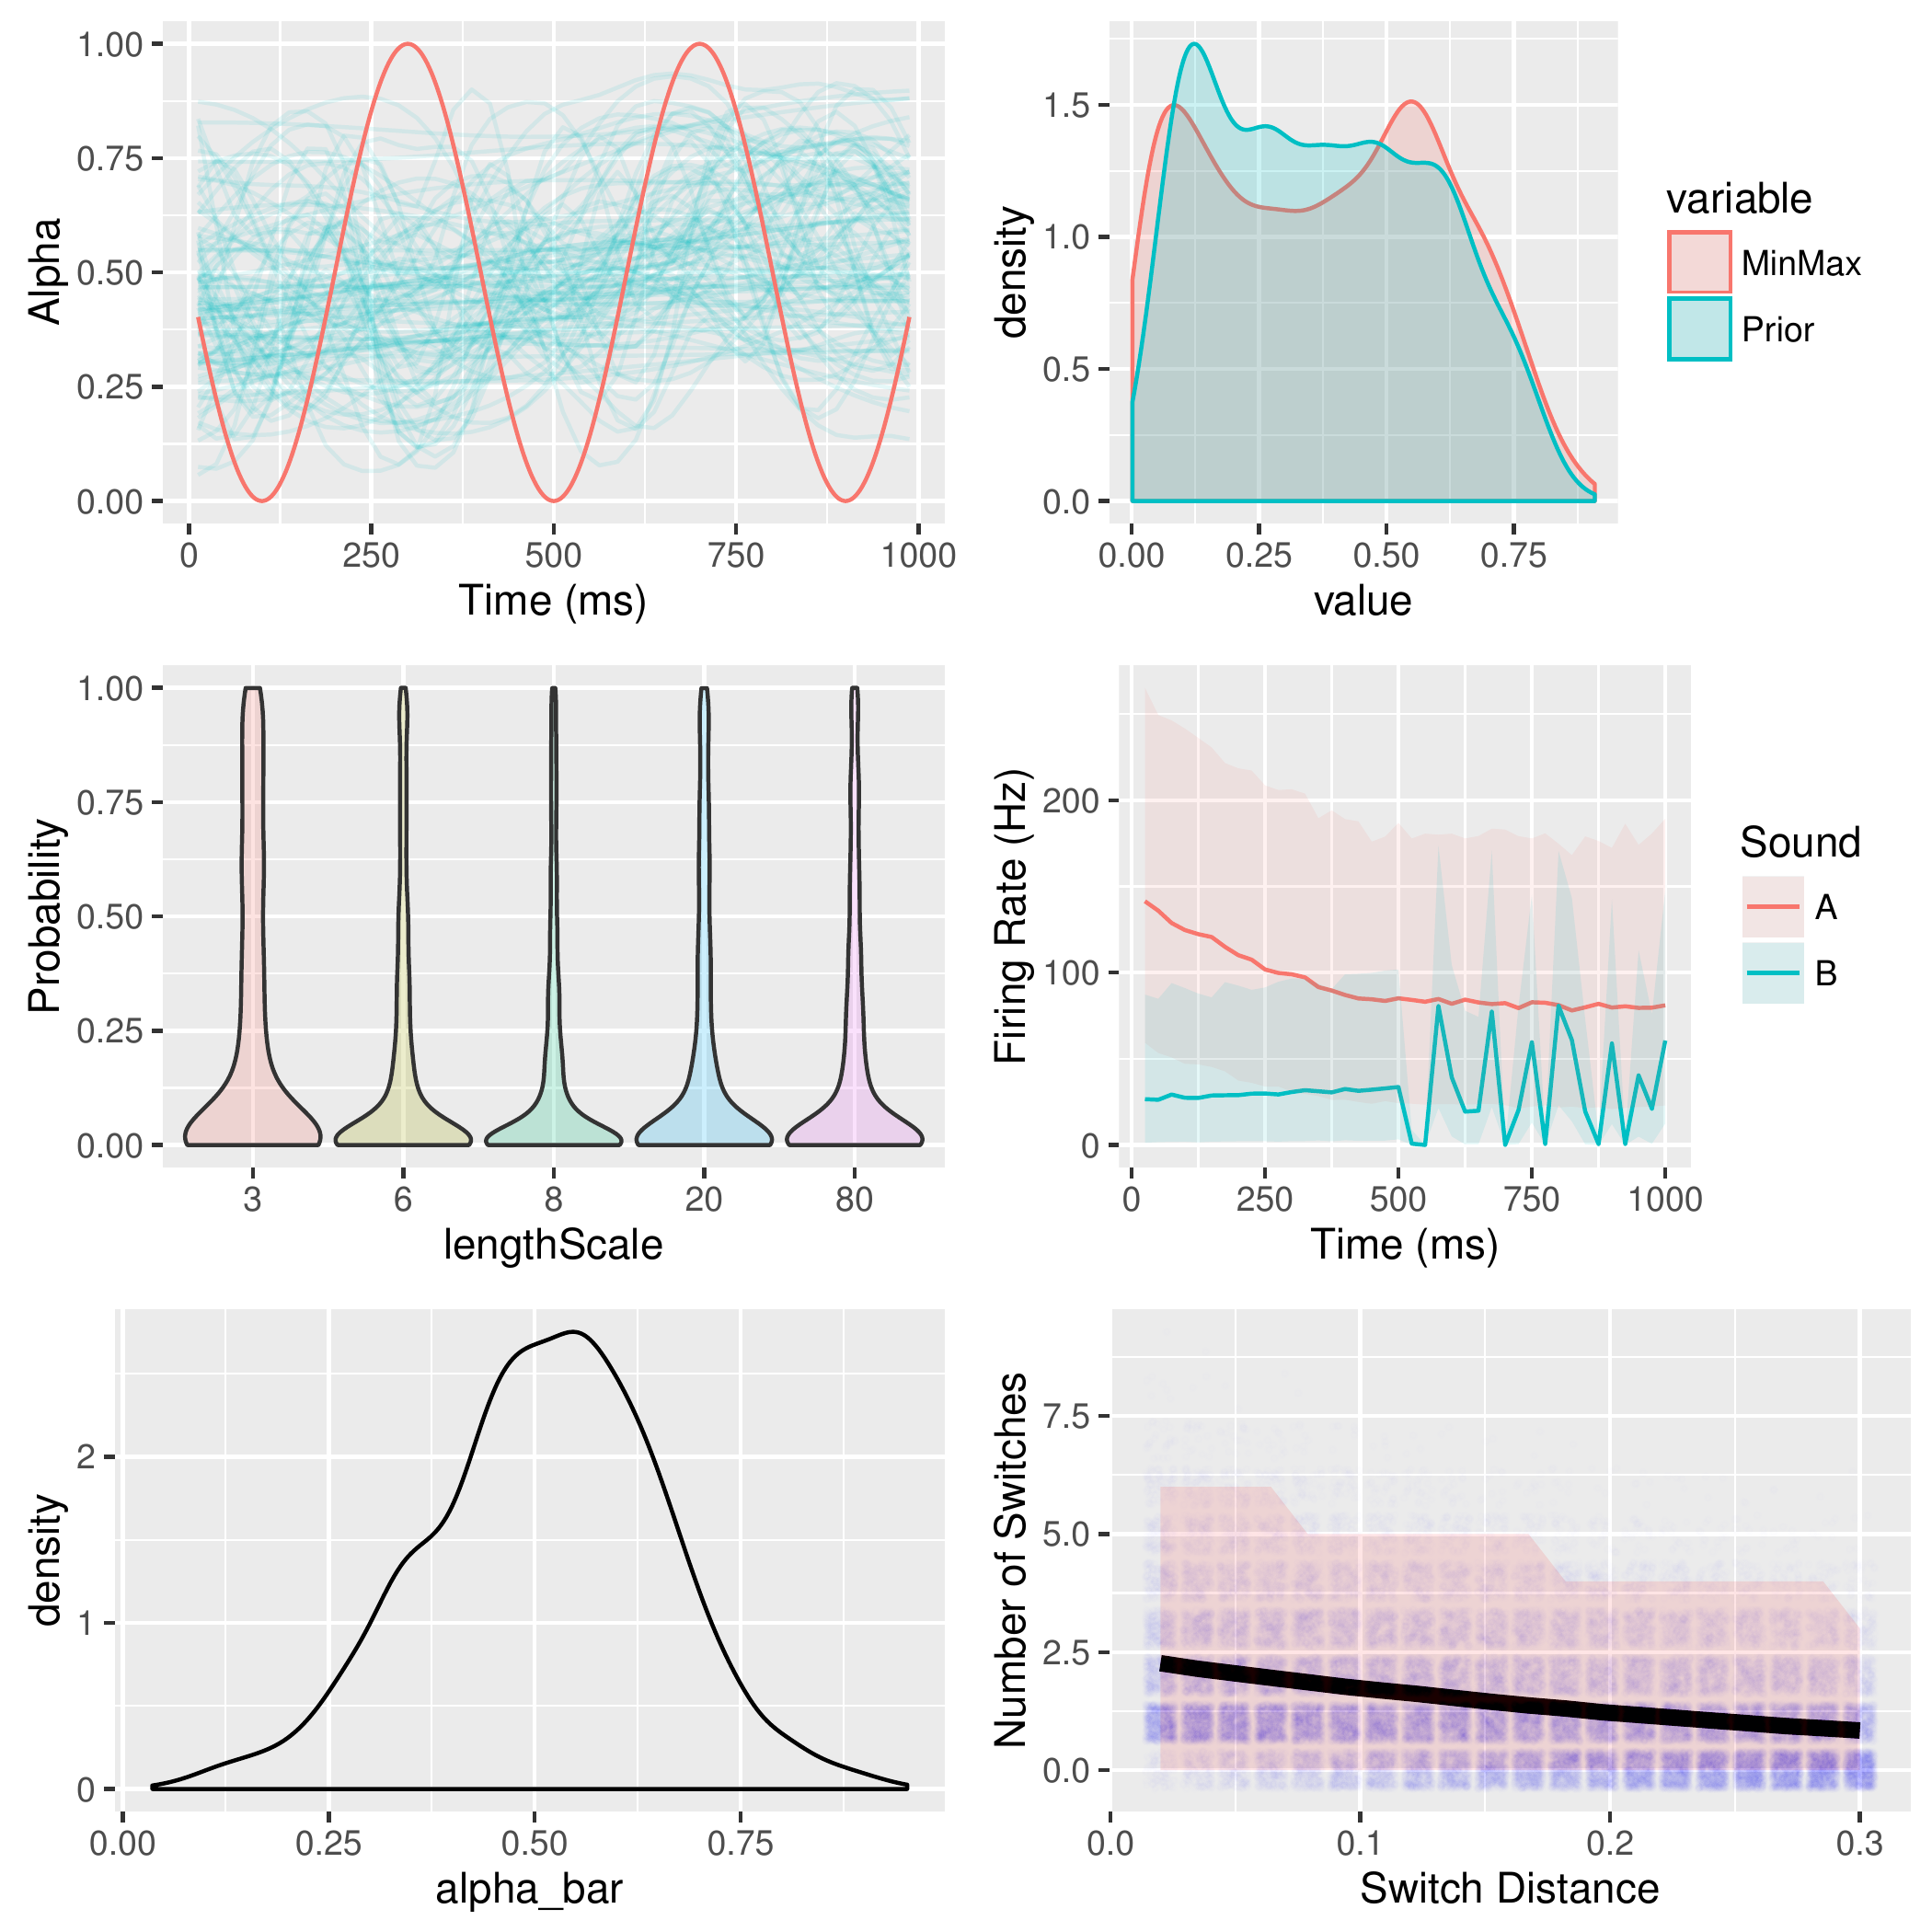 1.00
0.75
0.50
0.25
0.00
Alpha
0 250 500 750 1000
Time (ms)
1.5
1.0
0.5
0.0
density
0.00 0.25 0.50 0.75
value
variable
MinMax
Prior
1.00
0.75
0.50
0.25
0.00
Probability
3 6 8 20 80
lengthScale
200
100
0
Firing Rate (Hz)
0 250 500 750 1000
Time (ms)
Sound
A
B
2
1
0
density
0.00 0.25 0.50 0.75
alpha_bar
7.5
5.0
2.5
0.0
Number of Switches
0.0 0.1 0.2 0.3
Switch Distance